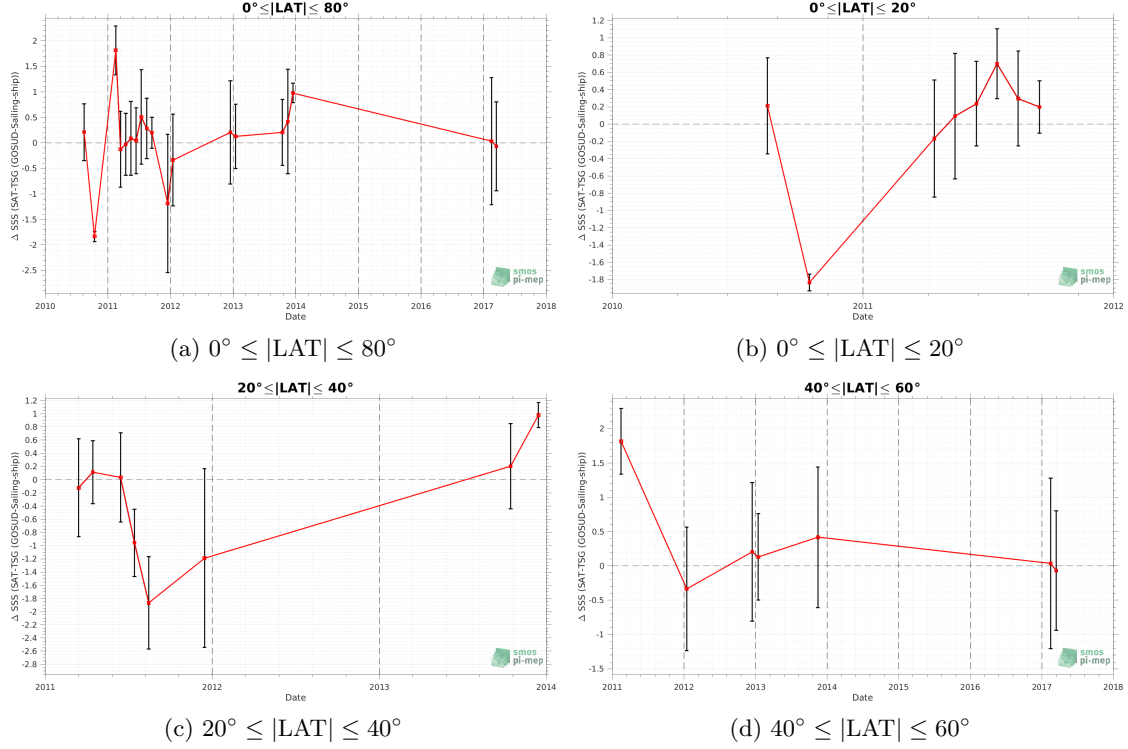 0°≤|LAT|≤ 80°
Δ SSS (SAT-TSG (GOSUD-Sailing-ship))
2
1.5
1
0.5
0
-0.5
-1
-1.5
-2
-2.5
2010 2011 2012 2013 2014 2015 2016 2017 2018
Date
smos
pi-mep
(a) 0° ≤ |LAT| ≤ 80°
0°≤|LAT|≤ 20°
Δ SSS (SAT-TSG (GOSUD-Sailing-ship))
1.2
1
0.8
0.6
0.4
0.2
0
-0.2
-0.4
-0.6
-0.8
-1
-1.2
-1.4
-1.6
-1.8
2010 2011 2012
Date
smos
pi-mep
(b) 0° ≤ |LAT| ≤ 20°
20°≤|LAT|≤ 40°
Δ SSS (SAT-TSG (GOSUD-Sailing-ship))
1.2
1
0.8
0.6
0.4
0.2
0
-0.2
-0.4
-0.6
-0.8
-1
-1.2
-1.4
-1.6
-1.8
-2
-2.2
-2.4
-2.6
-2.8
2011 2012 2013 2014
Date
smos
pi-mep
(c) 20° ≤ |LAT| ≤ 40°
40°≤|LAT|≤ 60°
Δ SSS (SAT-TSG (GOSUD-Sailing-ship))
2
1.5
1
0.5
0
-0.5
-1
-1.5
2011 2012 2013 2014 2015 2016 2017 2018
Date
smos
pi-mep
(d) 40° ≤ |LAT| ≤ 60°